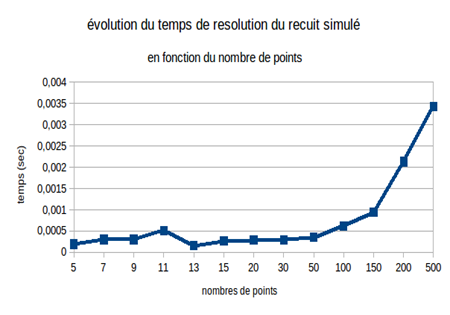 évolution du temps de resolution du recuit simulé
en fonction du nombre de points
0,004
0,0035
0,003
0,0025
0,002
0,0015
0,001
0,0005
0
temps (sec)
5 7 9 11 13 15 20 30 50 100 150 200 500
nombres de points